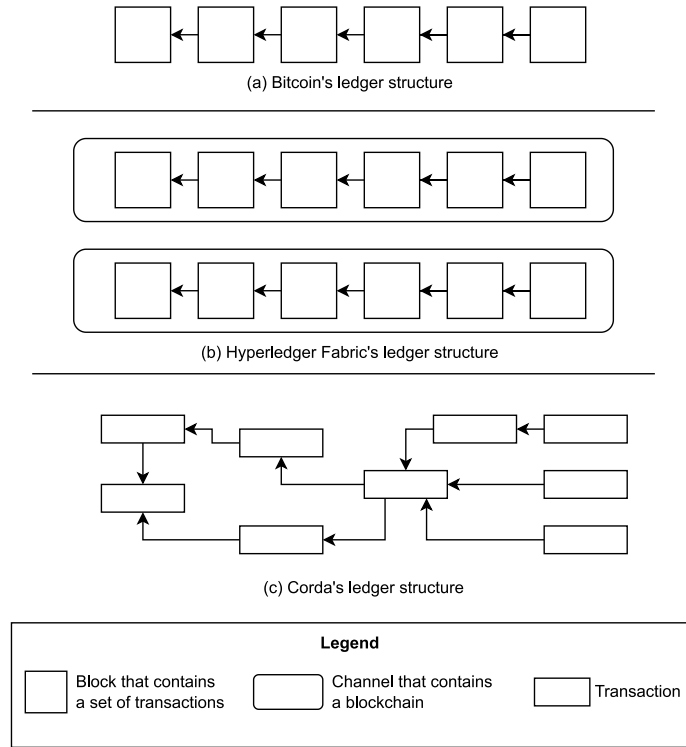 (a) Bitcoin's ledger structure
(b) Hyperledger Fabric's ledger structure
(c) Corda's ledger structure
Legend
Block that contains
a set of transactions
Channel that contains
a blockchain
Transaction